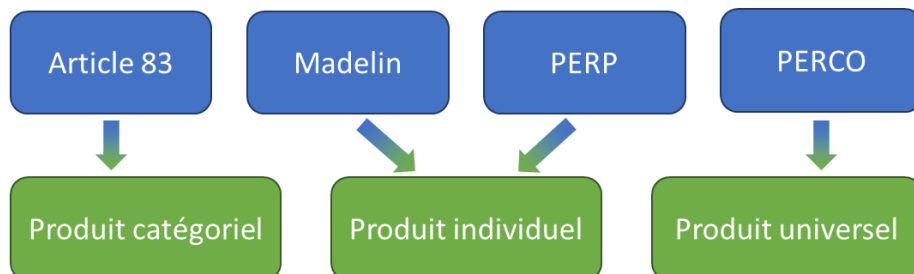 Article 83
Madelin
PERP
PERCO
Produit catégoriel
Produit individuel
Produit universel